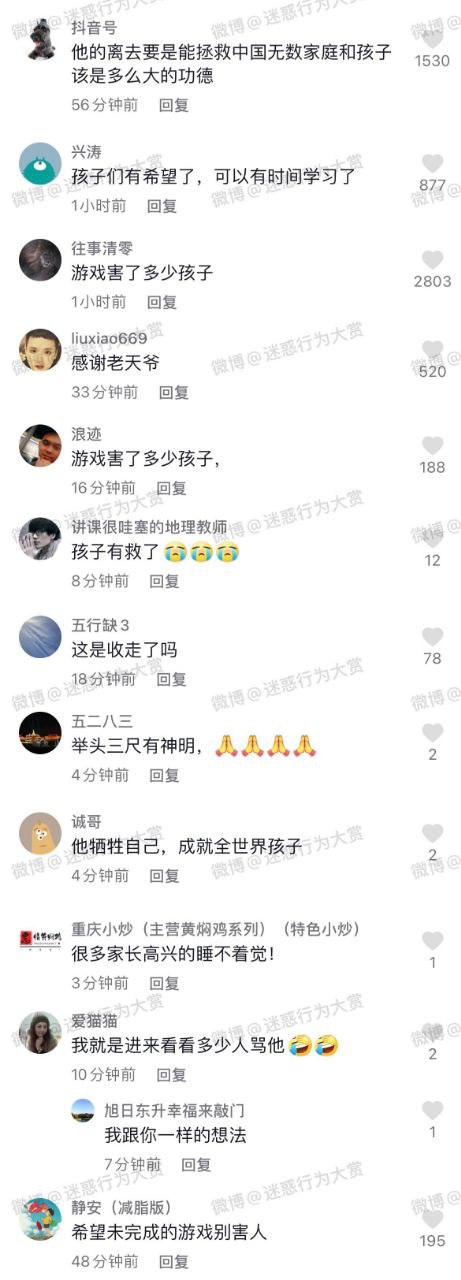 抖音号
他的离去要是能拯救中国无数家庭和孩子
该是多么大的功德
1530
56分钟前 回复
兴涛
孩子们有希望了，可以有时间学习了
877
1小时前 回复
往事清零
游戏害了多少孩子
2803
1小时前 回复
liuxiao669
感谢老天爷
520
33分钟前 回复
浪迹
游戏害了多少孩子，
188
16分钟前 回复
讲课很哇塞的地理教师
孩子有救了😭😭😭
12
8分钟前 回复
五行缺3
这是收走了吗
78
18分钟前 回复
五二八三
举头三尺有神明，🙏🙏🙏🙏
2
4分钟前 回复
诚哥
他牺牲自己，成就全世界孩子
2
4分钟前 回复
重庆小炒（主营黄焖鸡系列）（特色小炒）
很多家长高兴的睡不着觉！
1
3分钟前 回复
爱猫猫
我就是进来看看多少人骂他🤣🤣
2
10分钟前 回复
旭日东升幸福来敲门
我跟你一样的想法
1
7分钟前 回复
静安（减脂版）
希望未完成的游戏别害人
195
48分钟前 回复
微博@迷惑行为大赏